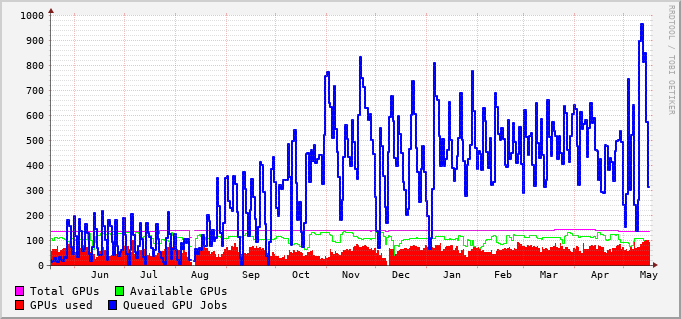 1000
900
800
700
600
500
400
300
200
100
0
Jun Jul Aug Sep Oct Nov Dec Jan Feb Mar Apr May
Total GPUs Available GPUs
GPUs used Queued GPU Jobs
RRDTOOL / TOBI OETIKER